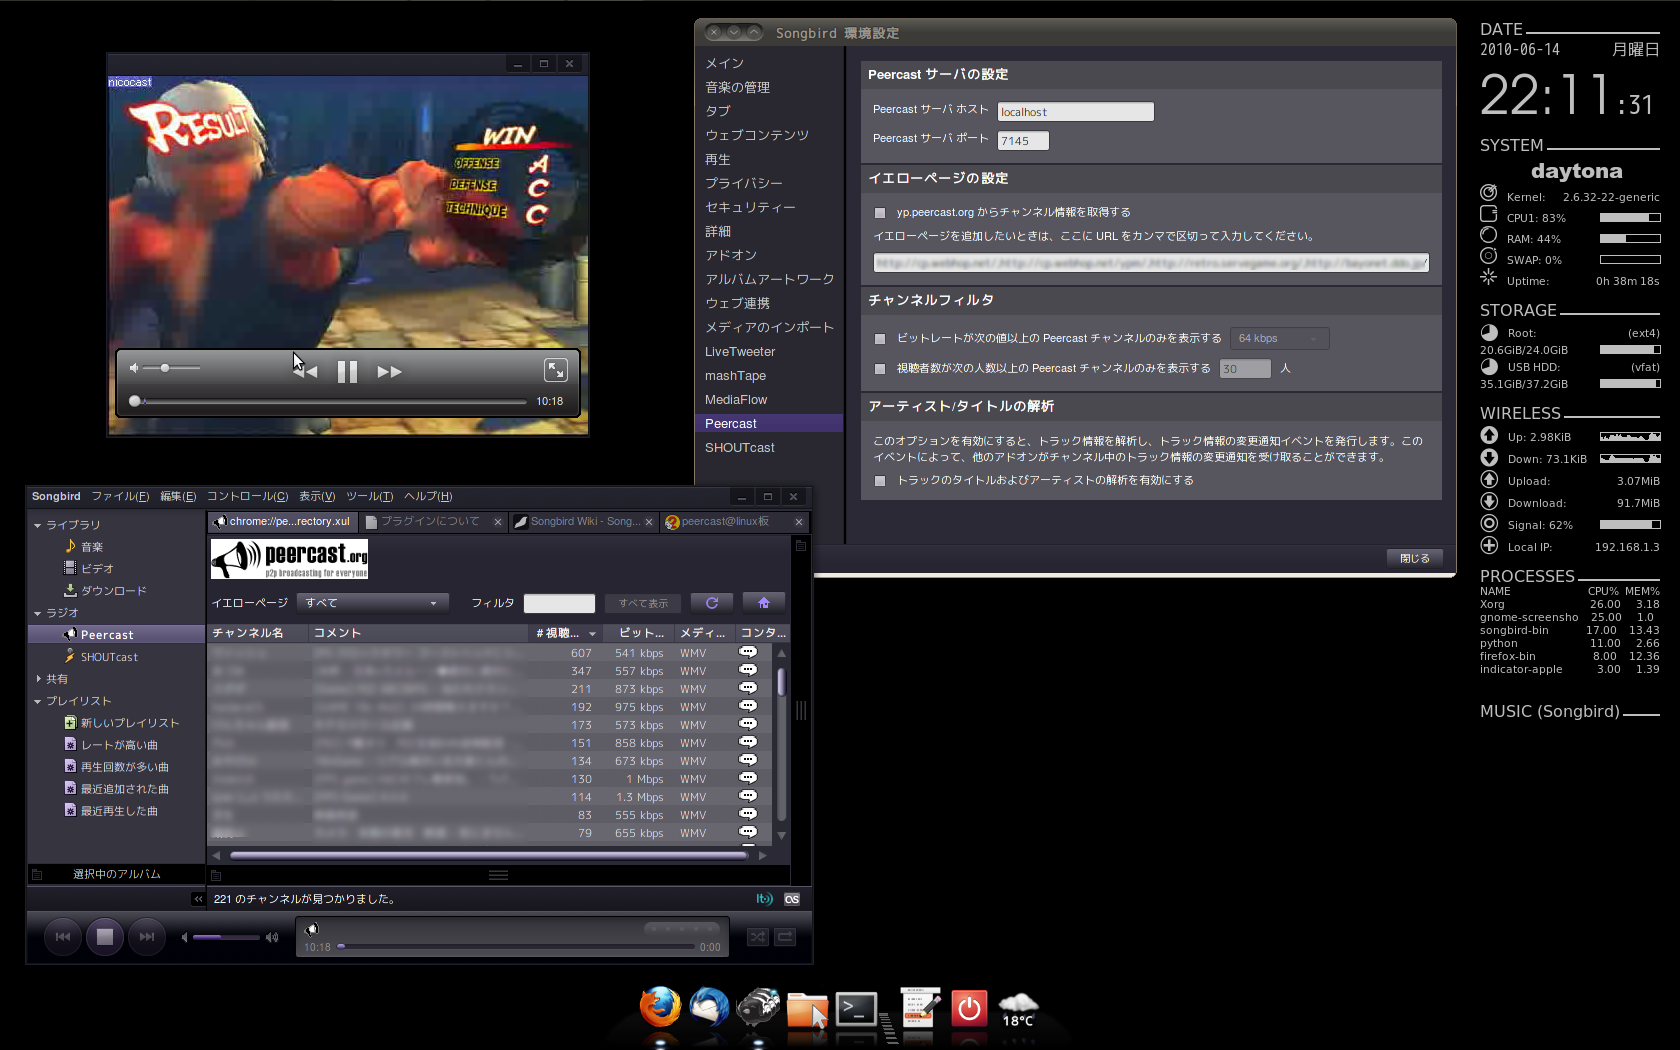 nicocast
RESULT
WIN
OFFENSE A
DEFENSE C
TECHNIQUE C
10:18
Songbird 環境設定
メイン
音楽の管理
タブ
ウェブコンテンツ
再生
プライバシー
セキュリティー
詳細
アドオン
アルバムアートワーク
ウェブ連携
メディアのインポート
LiveTweeter
mashTape
MediaFlow
Peercast
SHOUTcast
Peercast サーバの設定
Peercast サーバ ホスト localhost
Peercast サーバ ポート 7145
イエローページの設定
yp.peercast.org からチャンネル情報を取得する
イエローページを追加したいときは、ここに URL をカンマで区切って入力してください。
チャンネルフィルタ
ビットレートが次の値以上の Peercast チャンネルのみを表示する 64 kbps
視聴者数が次の人数以上の Peercast チャンネルのみを表示する 30 人
アーティスト/タイトルの解析
このオプションを有効にすると、トラック情報を解析し、トラック情報の変更通知イベントを発行します。この
イベントによって、他のアドオンがチャンネル中のトラック情報の変更通知を受け取ることができます。
トラックのタイトルおよびアーティストの解析を有効にする
閉じる
Songbird ファイル(F) 編集(E) コントロール(C) 表示(V) ツール(T) ヘルプ(H)
ライブラリ
音楽
ビデオ
ダウンロード
ラジオ
Peercast
SHOUTcast
共有
プレイリスト
新しいプレイリスト
レートが高い曲
再生回数が多い曲
最近追加された曲
最近再生した曲
選択中のアルバム
chrome://pe...rectory.xul プラグインについて Songbird Wiki - Song... peercast@linux板
peercast.org
p2p broadcasting for everyone
イエローページ すべて フィルタ すべて表示
チャンネル名 コメント # 視聴... ビット... メディ... コンタ...
607 541 kbps WMV
347 557 kbps WMV
211 873 kbps WMV
192 975 kbps WMV
173 573 kbps WMV
151 858 kbps WMV
134 673 kbps WMV
130 1 Mbps WMV
114 1.3 Mbps WMV
83 555 kbps WMV
79 655 kbps WMV
221 のチャンネルが見つかりました。
10:18 0:00
DATE
2010-06-14 月曜日
22:11:31
SYSTEM
daytona
Kernel: 2.6.32-22-generic
CPU1: 83%
RAM: 44%
SWAP: 0%
Uptime: 0h 38m 18s
STORAGE
Root: (ext4)
20.6GiB/24.0GiB
USB HDD: (vfat)
35.1GiB/37.2GiB
WIRELESS
Up: 2.98KiB
Down: 73.1KiB
Upload: 3.07MiB
Download: 91.7MiB
Signal: 62%
Local IP: 192.168.1.3
PROCESSES
NAME CPU% MEM%
Xorg 26.00 3.18
gnome-screensho 25.00 1.0
songbird-bin 17.00 13.43
python 11.00 2.66
firefox-bin 8.00 12.36
indicator-apple 3.00 1.39
MUSIC (Songbird)
18°C